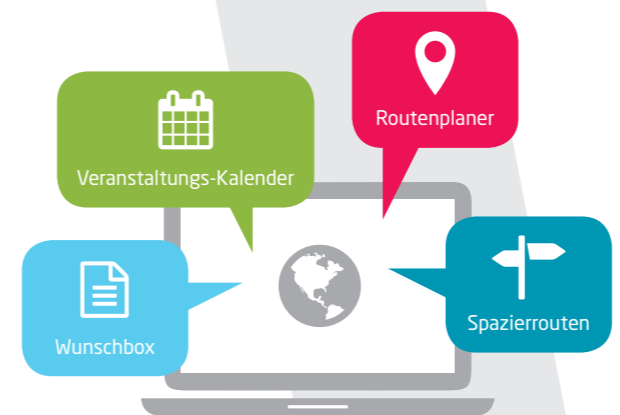 Routenplaner
Veranstaltungs-Kalender
Spazierrouten
Wunschbox